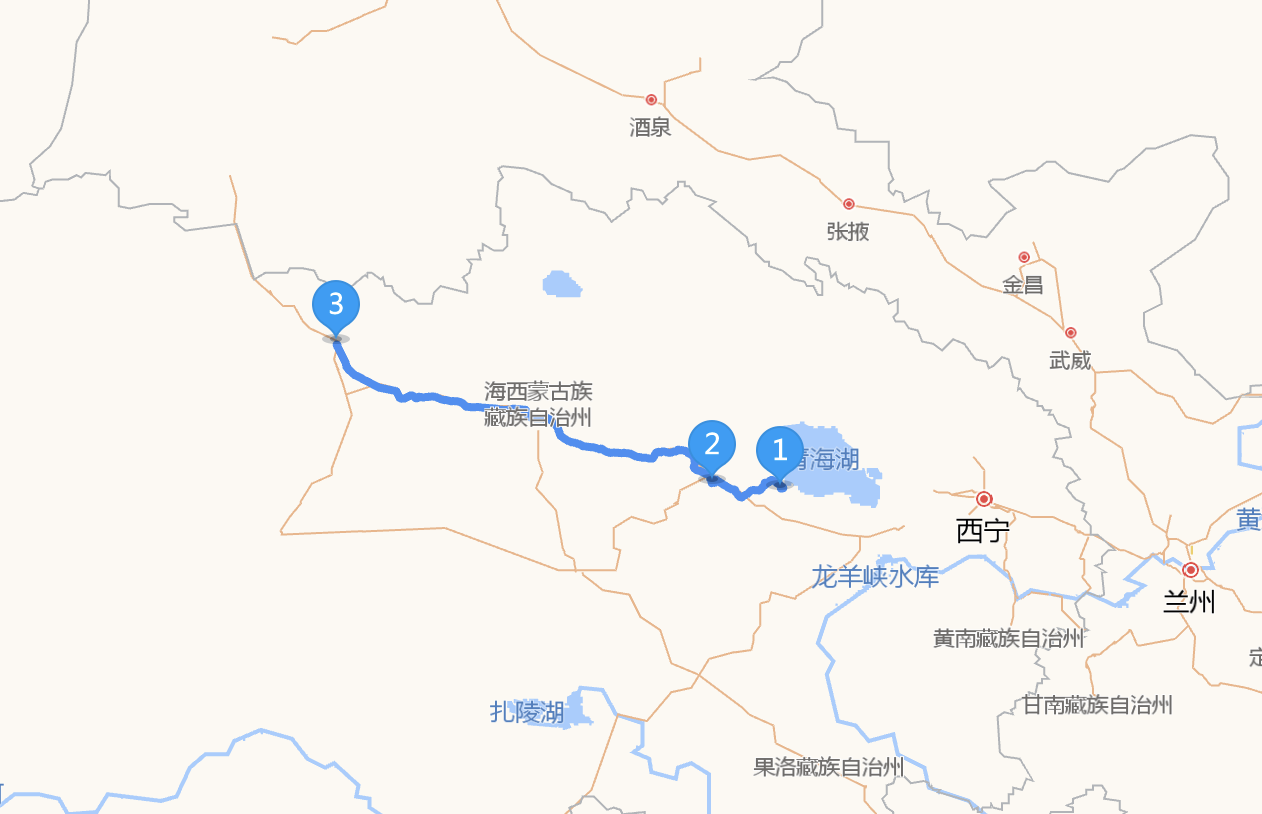 酒泉
张掖
金昌
3
武威
海西蒙古族
藏族自治州
2
1
青海湖
西宁
黄
龙羊峡水库
兰州
黄南藏族自治州
定
甘南藏族自治州
扎陵湖
果洛藏族自治州